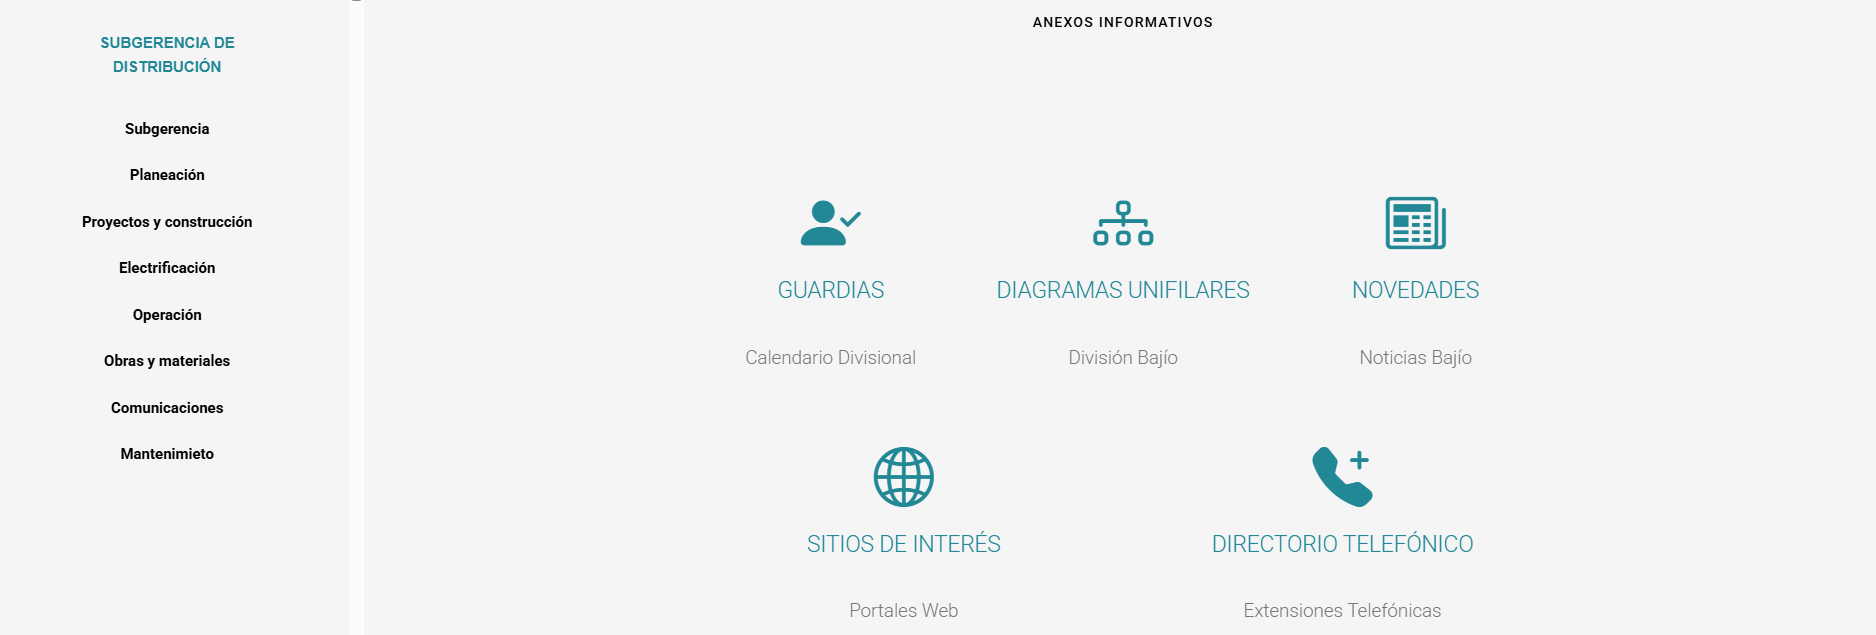 SUBGERENCIA DE
DISTRIBUCIÓN
Subgerencia
Planeación
Proyectos y construcción
Electrificación
Operación
Obras y materiales
Comunicaciones
Mantenimieto
ANEXOS INFORMATIVOS
GUARDIAS
Calendario Divisional
DIAGRAMAS UNIFILARES
División Bajío
NOVEDADES
Noticias Bajío
SITIOS DE INTERÉS
Portales Web
DIRECTORIO TELEFÓNICO
Extensiones Telefónicas